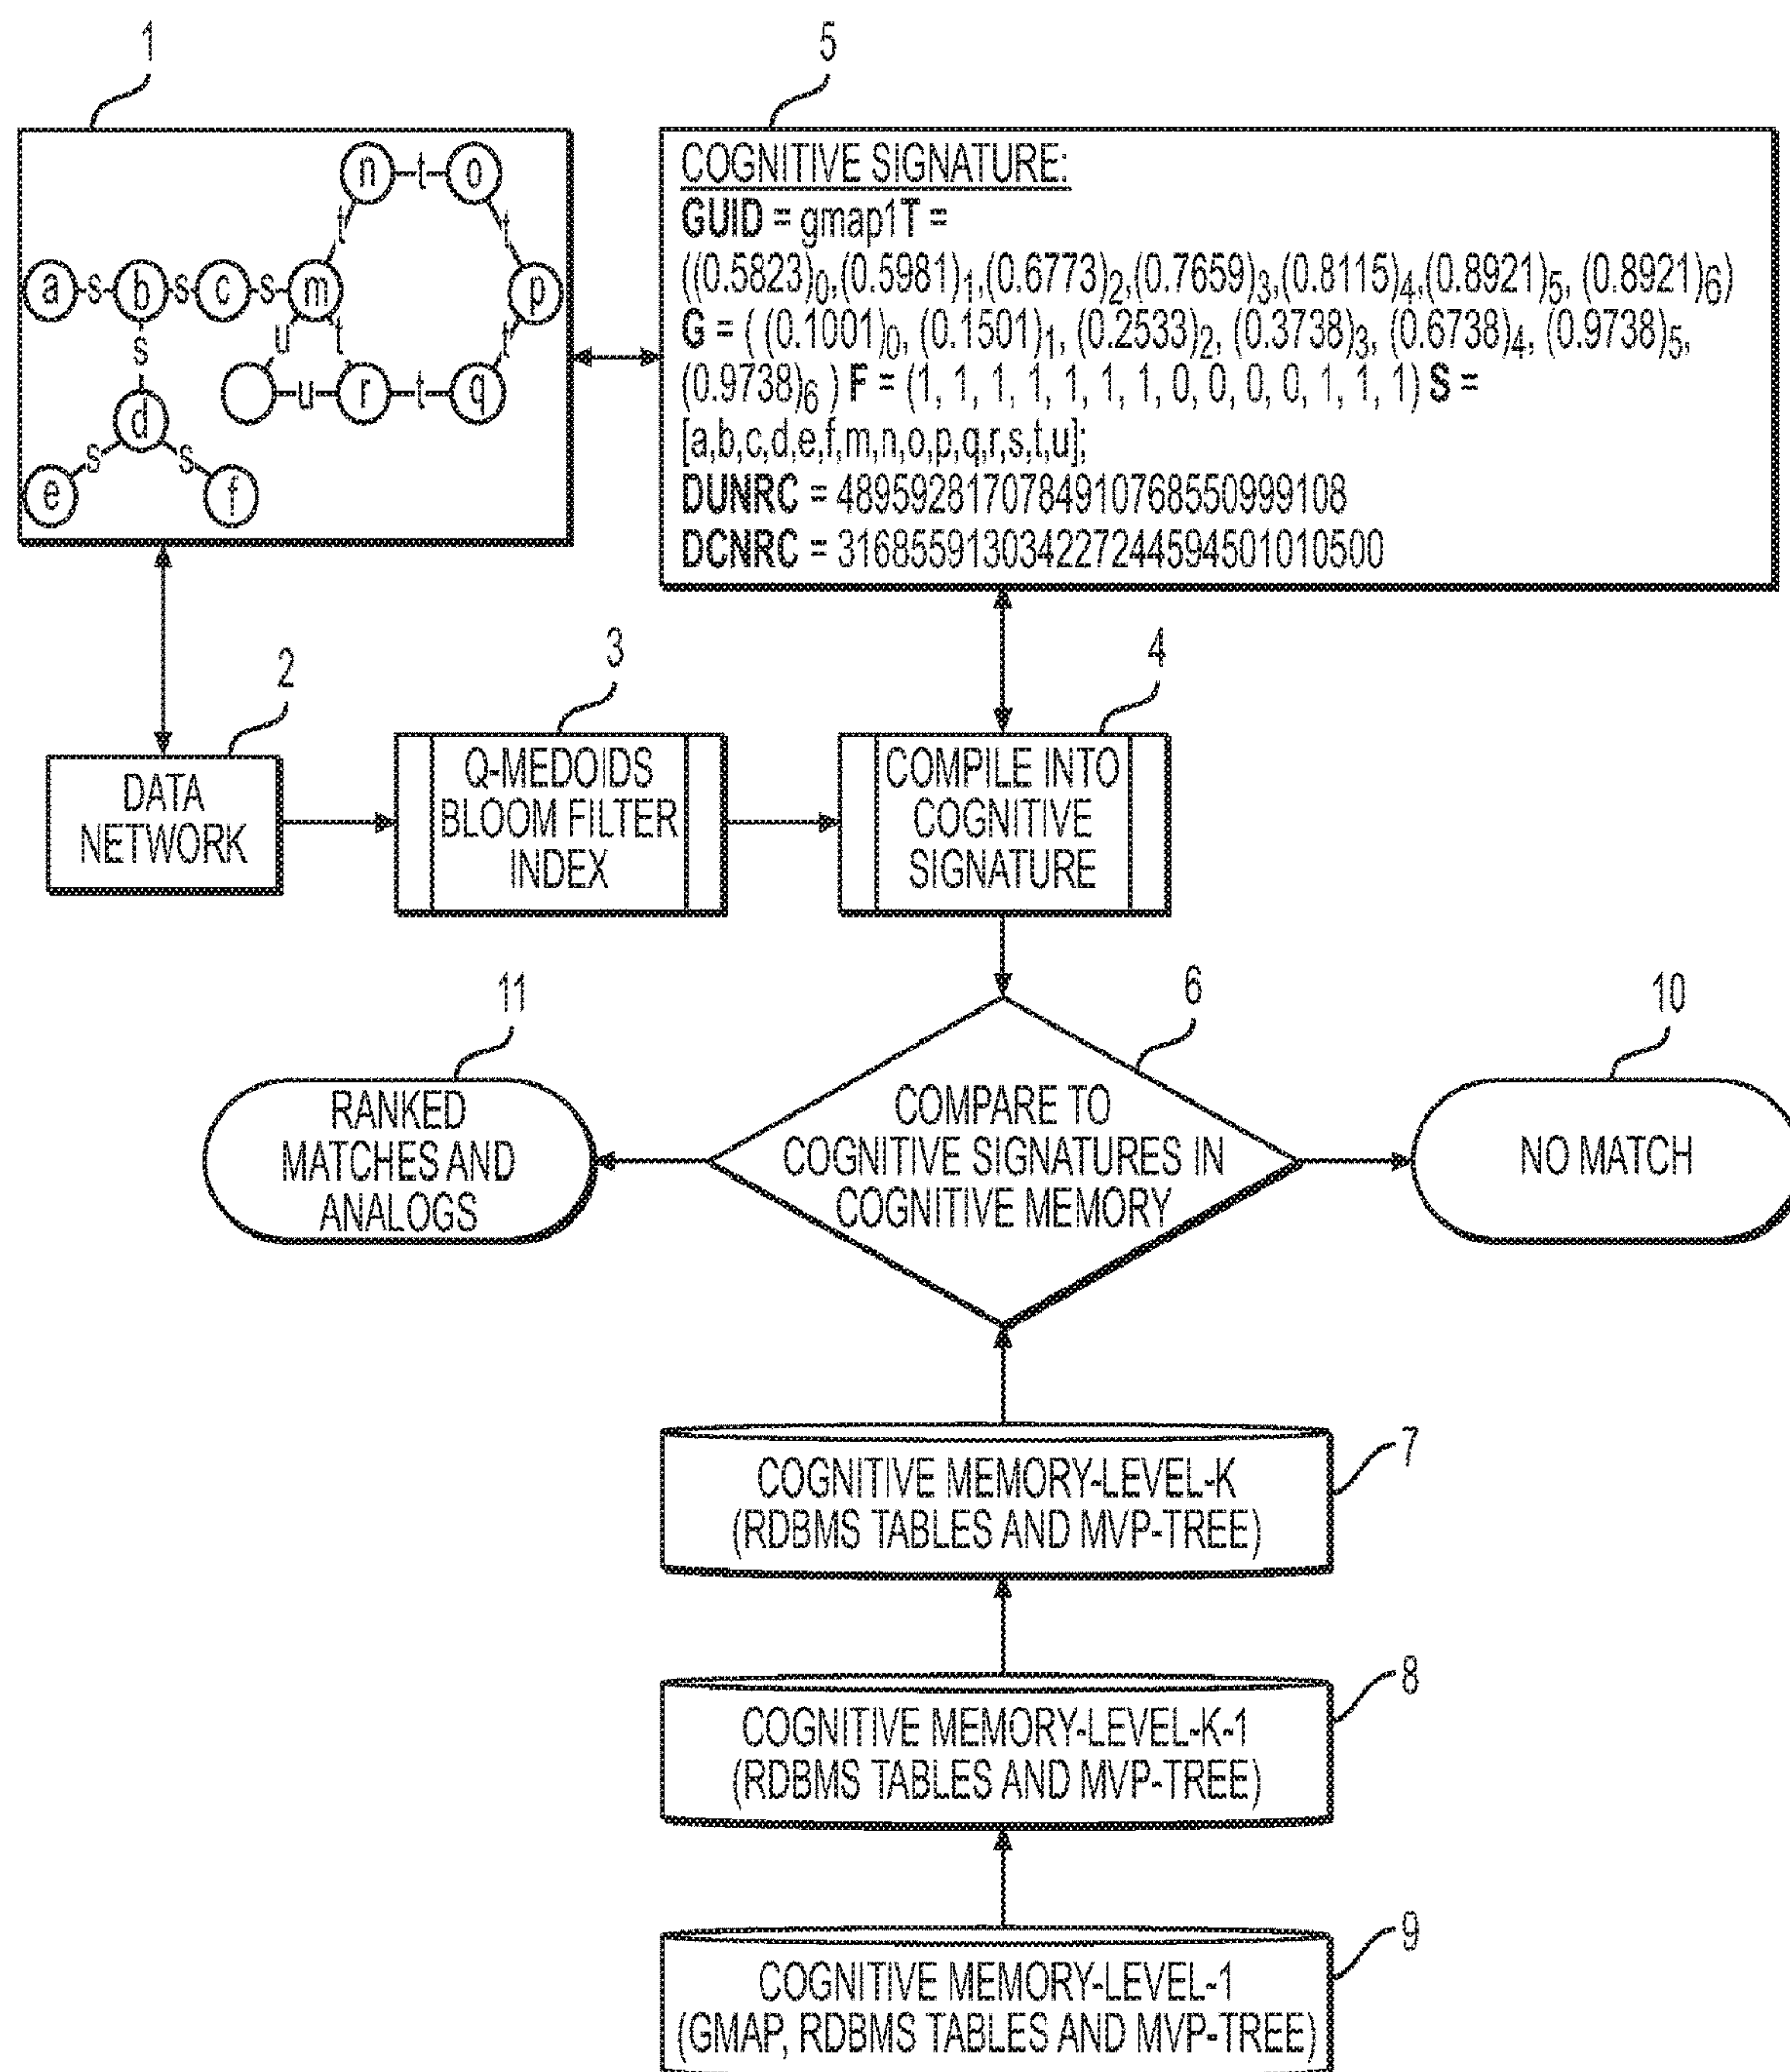 1
5
n t o
t t
a s b s c s m p
u t t
s
u r t q
d
s s
e f
COGNITIVE SIGNATURE:
GUID = gmap1T =
((0.5823)0,(0.5981)1,(0.6773)2,(0.7659)3,(0.8115)4,(0.8921)5, (0.8921)6)
G = ( (0.1001)0, (0.1501)1, (0.2533)2, (0.3738)3, (0.6738)4, (0.9738)5,
(0.9738)6 ) F = (1, 1, 1, 1, 1, 1, 1, 0, 0, 0, 0, 1, 1, 1) S =
[a,b,c,d,e,f,m,n,o,p,q,r,s,t,u];
DUNRC = 4895928170784910768550999108
DCNRC = 31685591303422724459450101​0500
2
3
4
DATA
NETWORK
Q-MEDOIDS
BLOOM FILTER
INDEX
COMPILE INTO
COGNITIVE
SIGNATURE
11
6
10
RANKED
MATCHES AND
ANALOGS
COMPARE TO
COGNITIVE SIGNATURES IN
COGNITIVE MEMORY
NO MATCH
7
COGNITIVE MEMORY-LEVEL-K
(RDBMS TABLES AND MVP-TREE)
8
COGNITIVE MEMORY-LEVEL-K-1
(RDBMS TABLES AND MVP-TREE)
9
COGNITIVE MEMORY-LEVEL-1
(GMAP, RDBMS TABLES AND MVP-TREE)